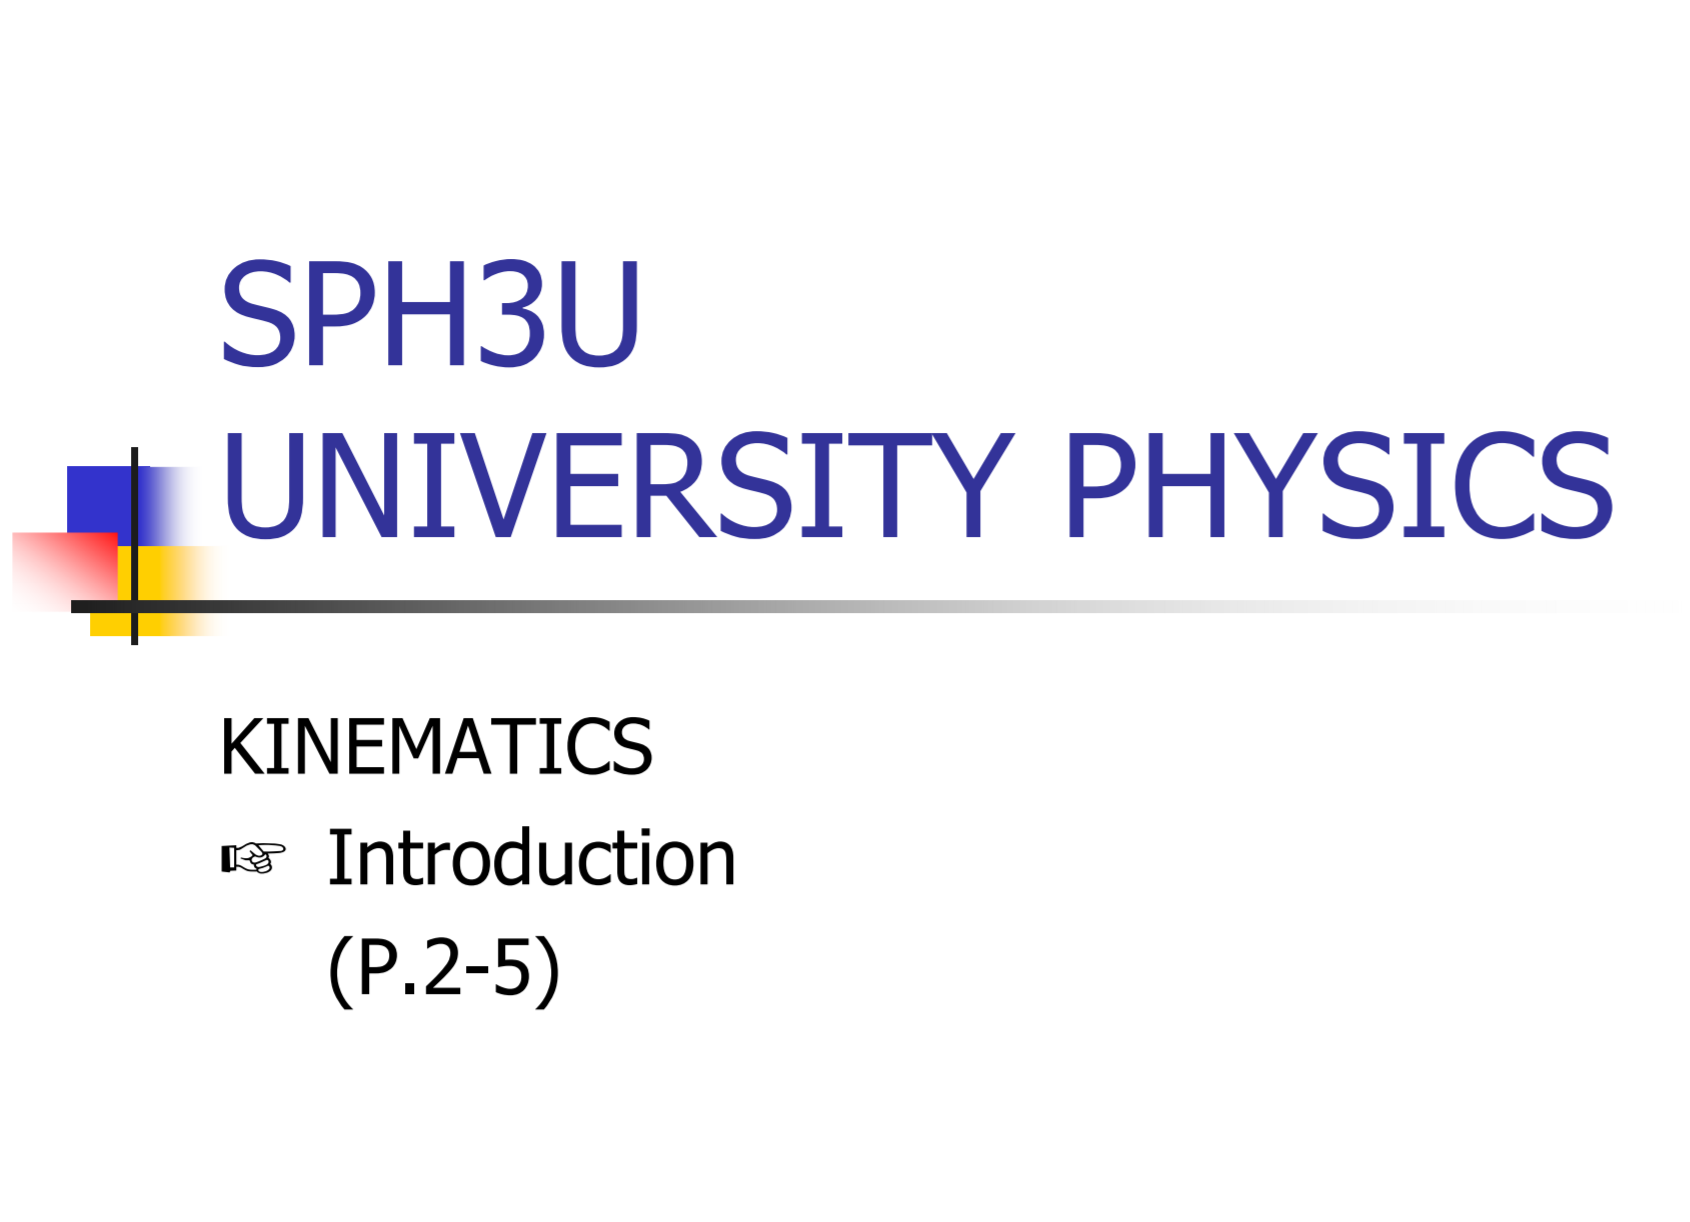 SPH3U
UNIVERSITY PHYSICS
KINEMATICS
☞ Introduction
(P.2-5)